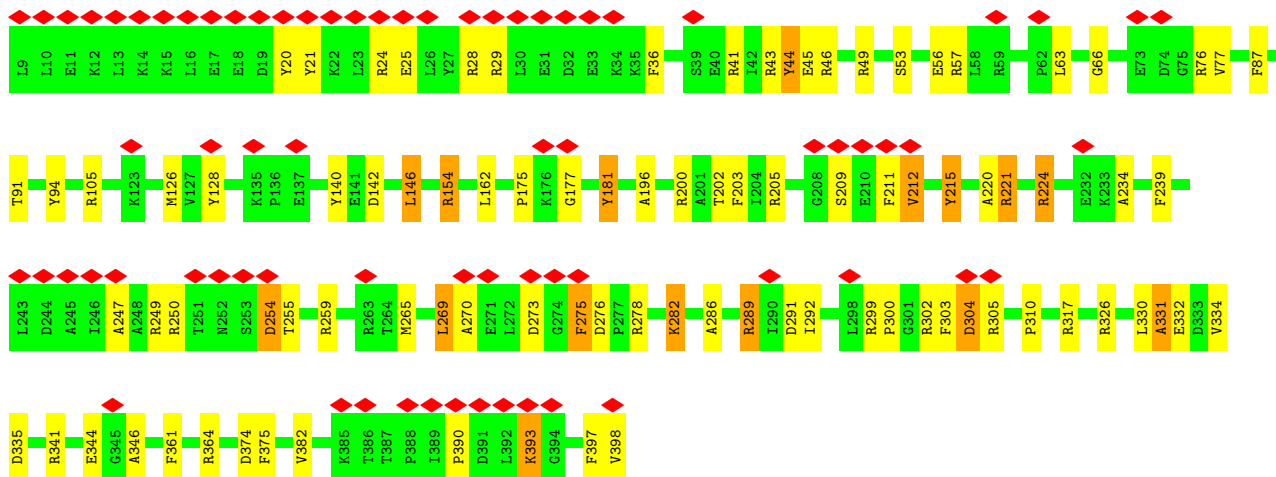 L9 L10 E11 K12 L13 K14 K15 L16 E17 E18 D19 Y20 Y21 K22 L23 R24 E25 L26 Y27 R28 R29 L30 E31 D32 E33 K34 K35 F36 S39 E40 R41 I42 R43 Y44 E45 R46 R49 S53 E56 R57 L58 R59 P62 L63 G66 E73 D74 G75 R76 V77 F87
T91 Y94 R105 K123 M126 V127 Y128 K135 P136 E137 Y140 E141 D142 L146 R154 L162 P175 K176 G177 Y181 A196 R200 A201 T202 F203 I204 R205 G208 S209 E210 F211 V212 Y215 A220 R221 R224 E232 K233 A234 F239
L243 D244 A245 I246 A247 A248 R249 R250 T251 N252 S253 D254 T255 R259 R263 T264 M265 L269 A270 E271 L272 D273 G274 F275 D276 P277 R278 K282 A286 R289 I290 D291 I292 L298 R299 P300 G301 R302 F303 D304 R305 P310 R317 R326 L330 A331 E332 D333 V334
D335 R341 E344 G345 A346 F361 R364 D374 F375 V382 K385 T386 T387 P388 I389 P390 D391 L392 K393 G394 F397 V398